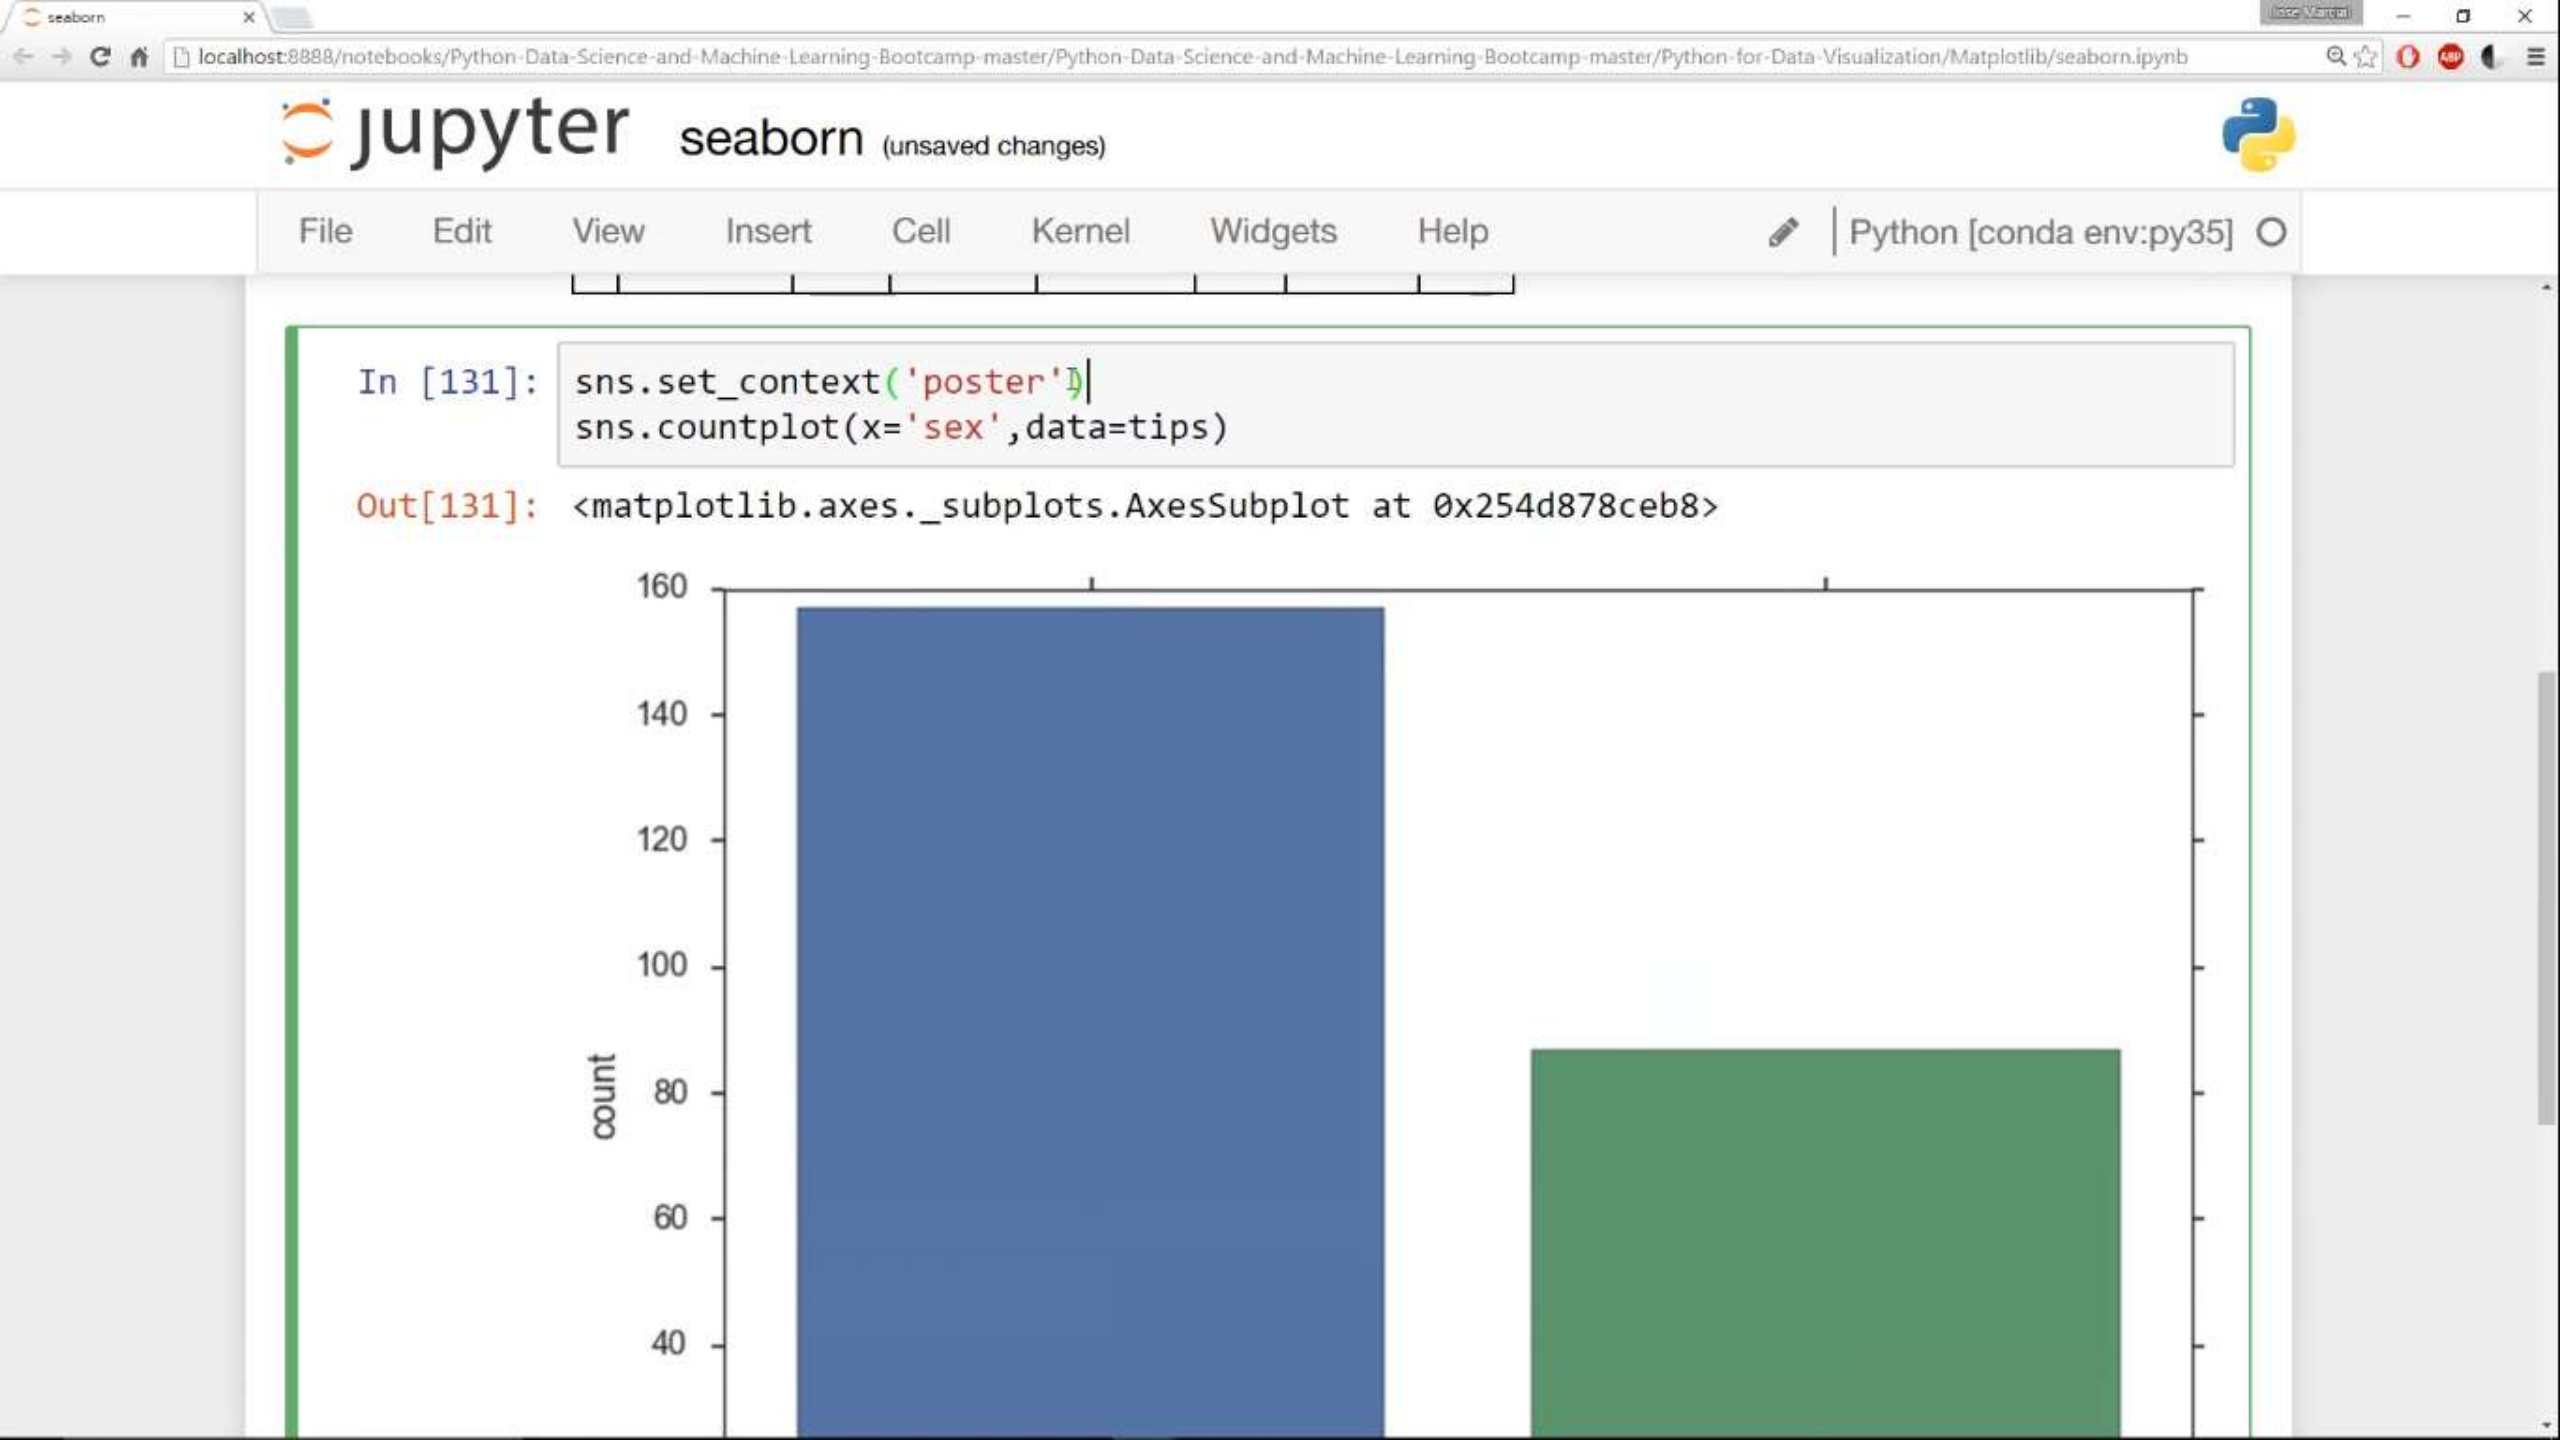 seaborn
Jose Marcial
localhost:8888/notebooks/Python-Data-Science-and-Machine-Learning-Bootcamp-master/Python-Data-Science-and-Machine-Learning-Bootcamp-master/Python-for-Data-Visualization/Matplotlib/seaborn.ipynb
ABP
jupyter seaborn (unsaved changes)
File Edit View Insert Cell Kernel Widgets Help Python [conda env:py35]
In [131]: sns.set_context('poster')
sns.countplot(x='sex',data=tips)
Out[131]: <matplotlib.axes._subplots.AxesSubplot at 0x254d878ceb8>
160
140
120
100
80
count
60
40